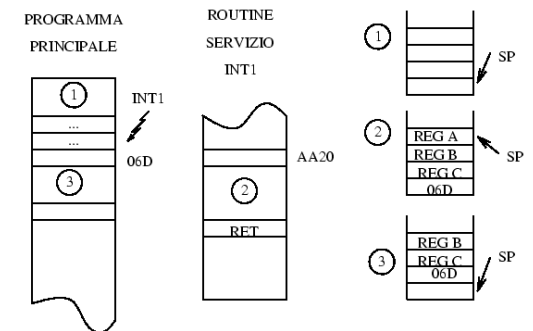 PROGRAMMA
PRINCIPALE
1
INT1
...
...
06D
3
ROUTINE
SERVIZIO
INT1
AA20
2
RET
1
SP
2
REG A
REG B
REG C
06D
SP
3
REG B
REG C
06D
SP